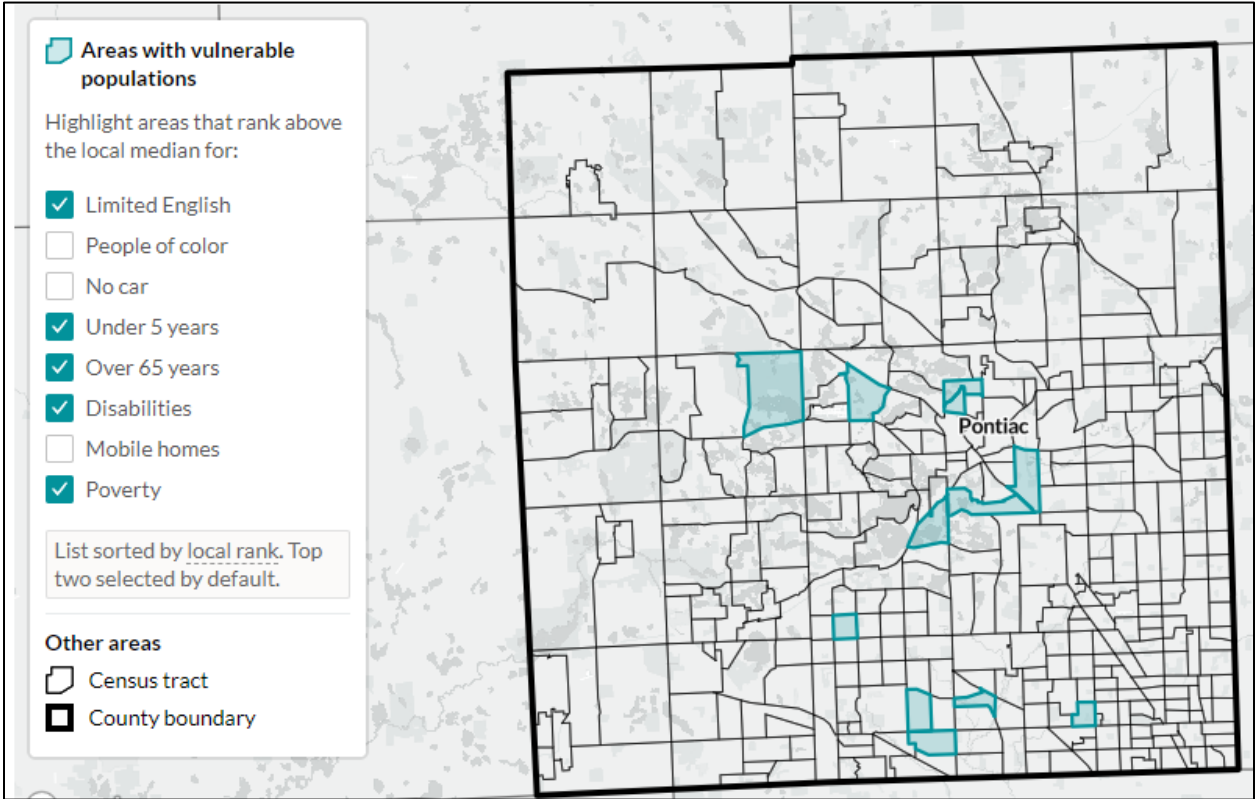 Areas with vulnerable
populations
Highlight areas that rank above
the local median for:
Limited English
People of color
No car
Under 5 years
Over 65 years
Disabilities
Mobile homes
Poverty
List sorted by local rank. Top
two selected by default.
Other areas
Census tract
County boundary
Pontiac